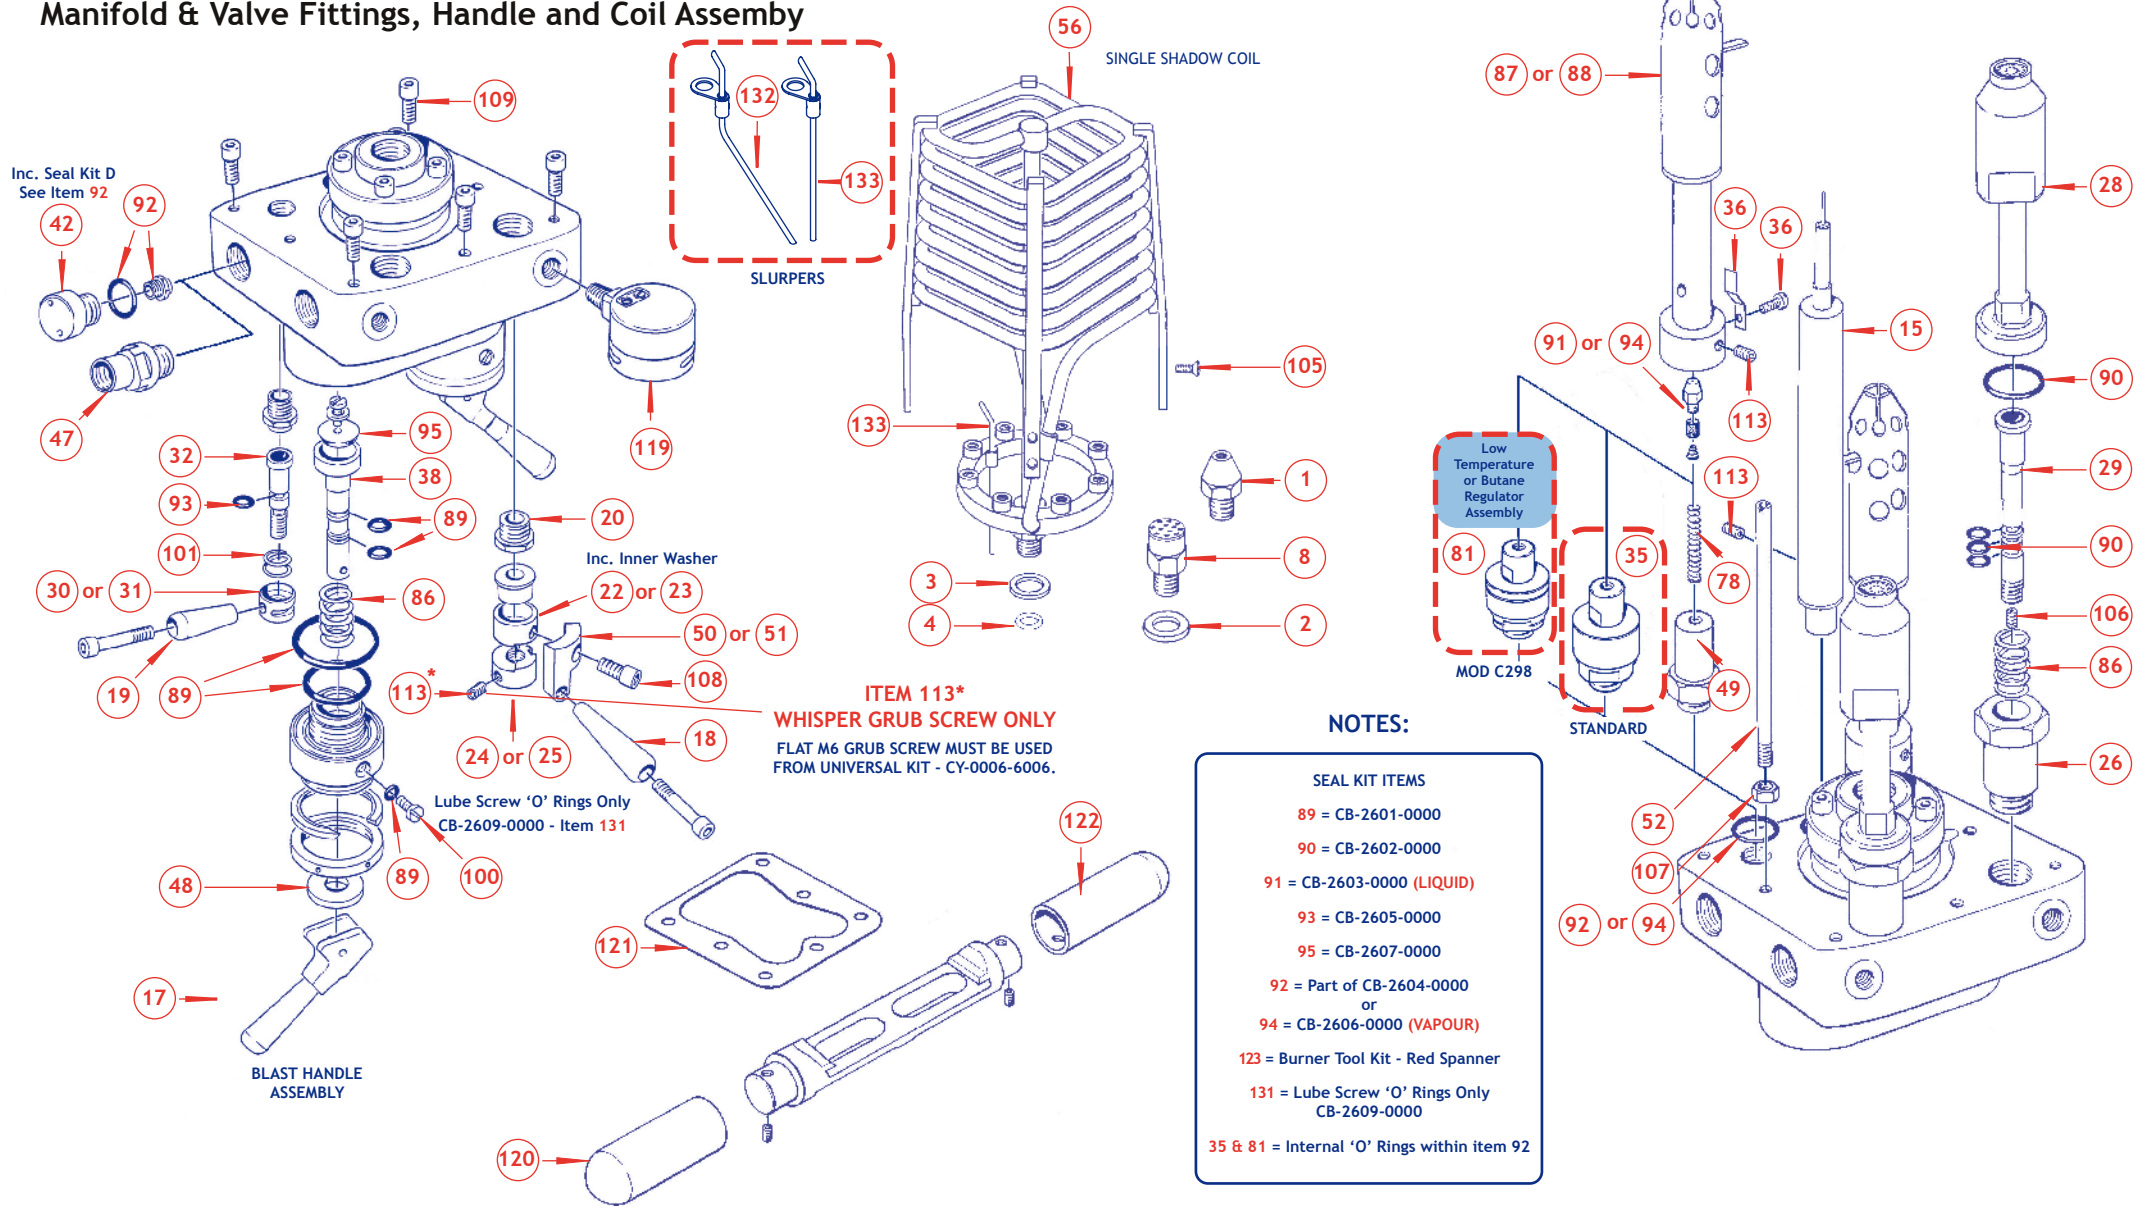 Manifold & Valve Fittings, Handle and Coil Assemby
109
Inc. Seal Kit D
See Item 92
42
92
92
47
32
95
93
38
89
101
30 or 31
86
19
89
48
17
BLAST HANDLE
ASSEMBLY
89
100
Lube Screw ‘O’ Rings Only
CB-2609-0000 - Item 131
119
20
Inc. Inner Washer
22 or 23
50 or 51
108
113*
24 or 25
18
ITEM 113*
WHISPER GRUB SCREW ONLY
FLAT M6 GRUB SCREW MUST BE USED
FROM UNIVERSAL KIT - CY-0006-6006.
132
133
SLURPERS
56
SINGLE SHADOW COIL
105
133
3
4
1
8
2
121
122
120
87 or 88
36
36
91 or 94
113
15
28
90
29
90
106
86
26
113
78
Low
Temperature
or Butane
Regulator
Assembly
81
MOD C298
35
STANDARD
49
52
107
92 or 94
NOTES:
SEAL KIT ITEMS
89 = CB-2601-0000
90 = CB-2602-0000
91 = CB-2603-0000 (LIQUID)
93 = CB-2605-0000
95 = CB-2607-0000
92 = Part of CB-2604-0000
or
94 = CB-2606-0000 (VAPOUR)
123 = Burner Tool Kit - Red Spanner
131 = Lube Screw ‘O’ Rings Only
CB-2609-0000
35 & 81 = Internal ‘O’ Rings within item 92